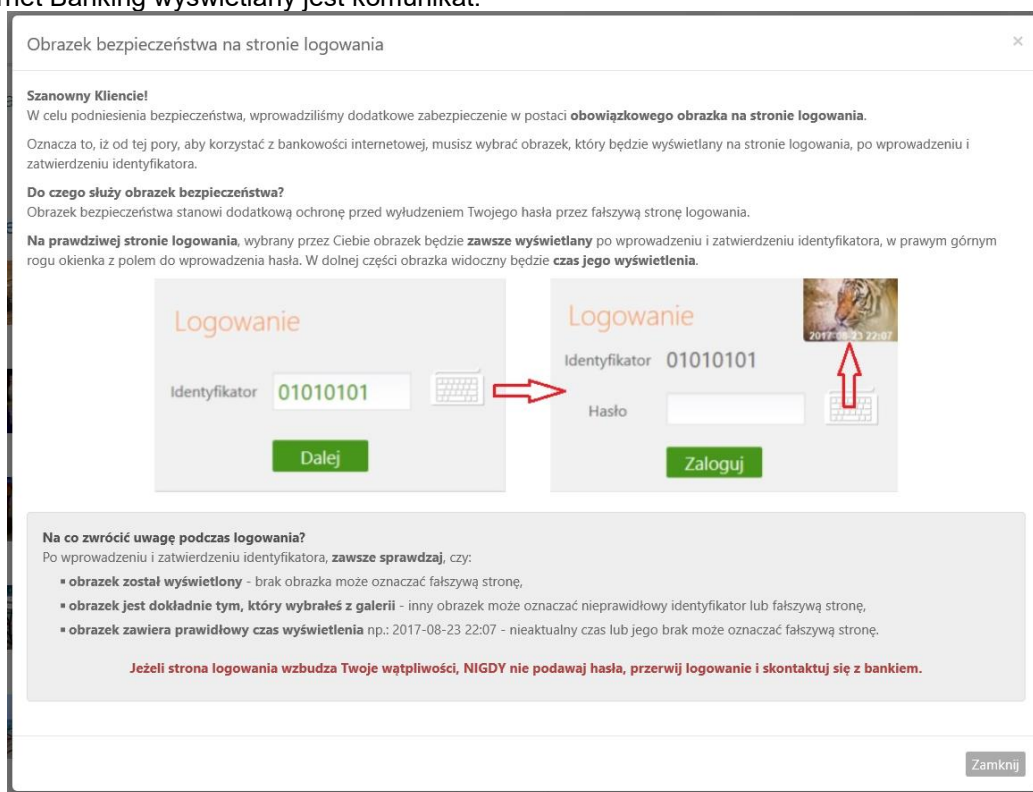 rnet Banking wyświetlany jest komunikat:
Obrazek bezpieczeństwa na stronie logowania
×
Szanowny Kliencie!
W celu podniesienia bezpieczeństwa, wprowadziliśmy dodatkowe zabezpieczenie w postaci obowiązkowego obrazka na stronie logowania.
Oznacza to, iż od tej pory, aby korzystać z bankowości internetowej, musisz wybrać obrazek, który będzie wyświetlany na stronie logowania, po wprowadzeniu i
zatwierdzeniu identyfikatora.
Do czego służy obrazek bezpieczeństwa?
Obrazek bezpieczeństwa stanowi dodatkową ochronę przed wyłudzeniem Twojego hasła przez fałszywą stronę logowania.
Na prawdziwej stronie logowania, wybrany przez Ciebie obrazek będzie zawsze wyświetlany po wprowadzeniu i zatwierdzeniu identyfikatora, w prawym górnym
rogu okienka z polem do wprowadzenia hasła. W dolnej części obrazka widoczny będzie czas jego wyświetlenia.
Logowanie
Identyfikator 01010101
Dalej
Logowanie
2017-08-23 22:07
Identyfikator 01010101
Hasło
Zaloguj
Na co zwrócić uwagę podczas logowania?
Po wprowadzeniu i zatwierdzeniu identyfikatora, zawsze sprawdzaj, czy:
▪ obrazek został wyświetlony - brak obrazka może oznaczać fałszywą stronę,
▪ obrazek jest dokładnie tym, który wybrałeś z galerii - inny obrazek może oznaczać nieprawidłowy identyfikator lub fałszywą stronę,
▪ obrazek zawiera prawidłowy czas wyświetlenia np.: 2017-08-23 22:07 - nieaktualny czas lub jego brak może oznaczać fałszywą stronę.
Jeżeli strona logowania wzbudza Twoje wątpliwości, NIGDY nie podawaj hasła, przerwij logowanie i skontaktuj się z bankiem.
Zamknij